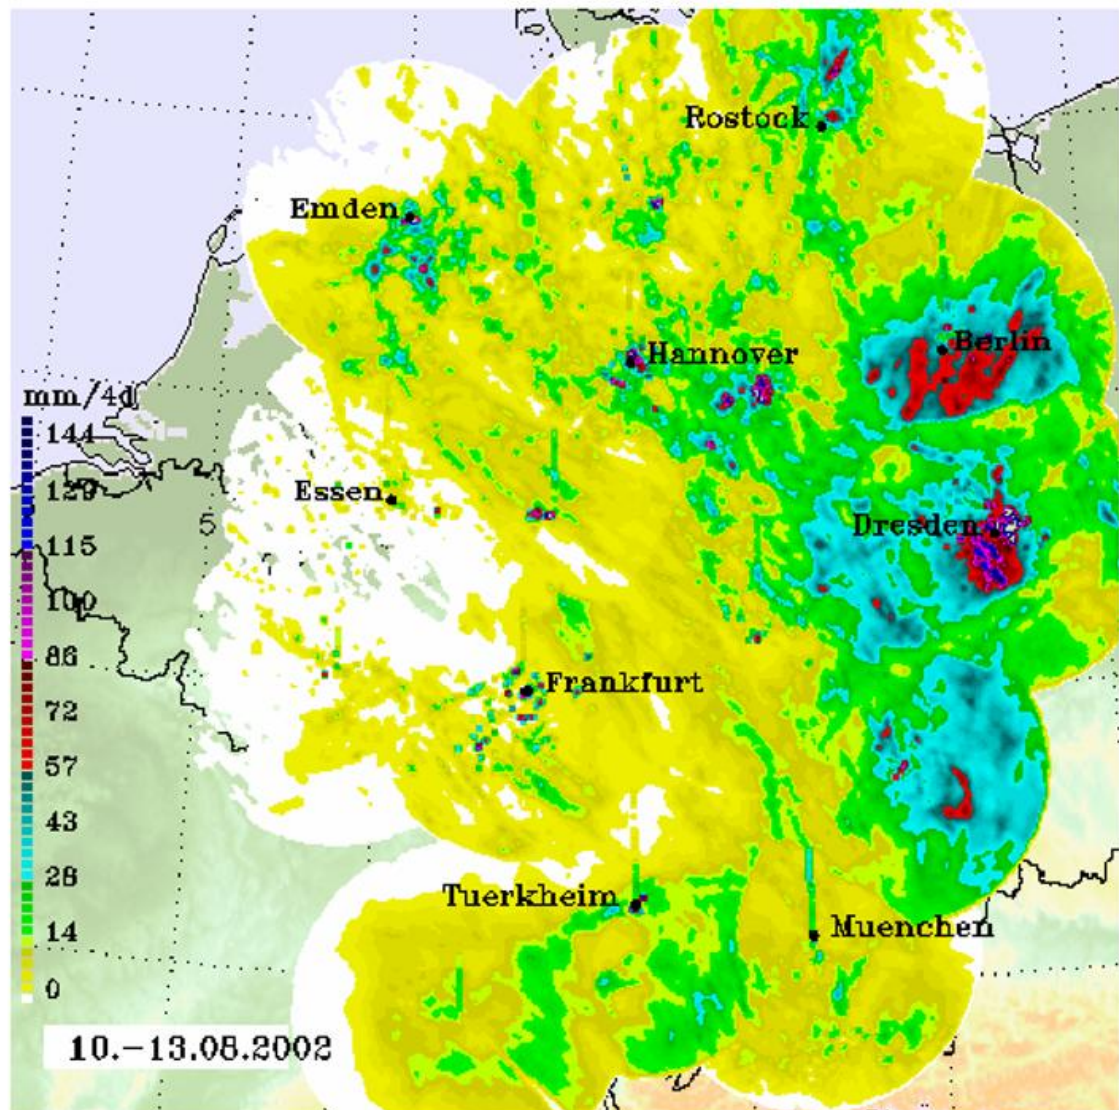 Rostock
Emden
Hannover
Berlin
mm/4d
144
129
115
100
86
72
57
43
28
14
0
Essen
5
Dresden
Frankfurt
Tuerkheim
Muenchen
10.-13.08.2002